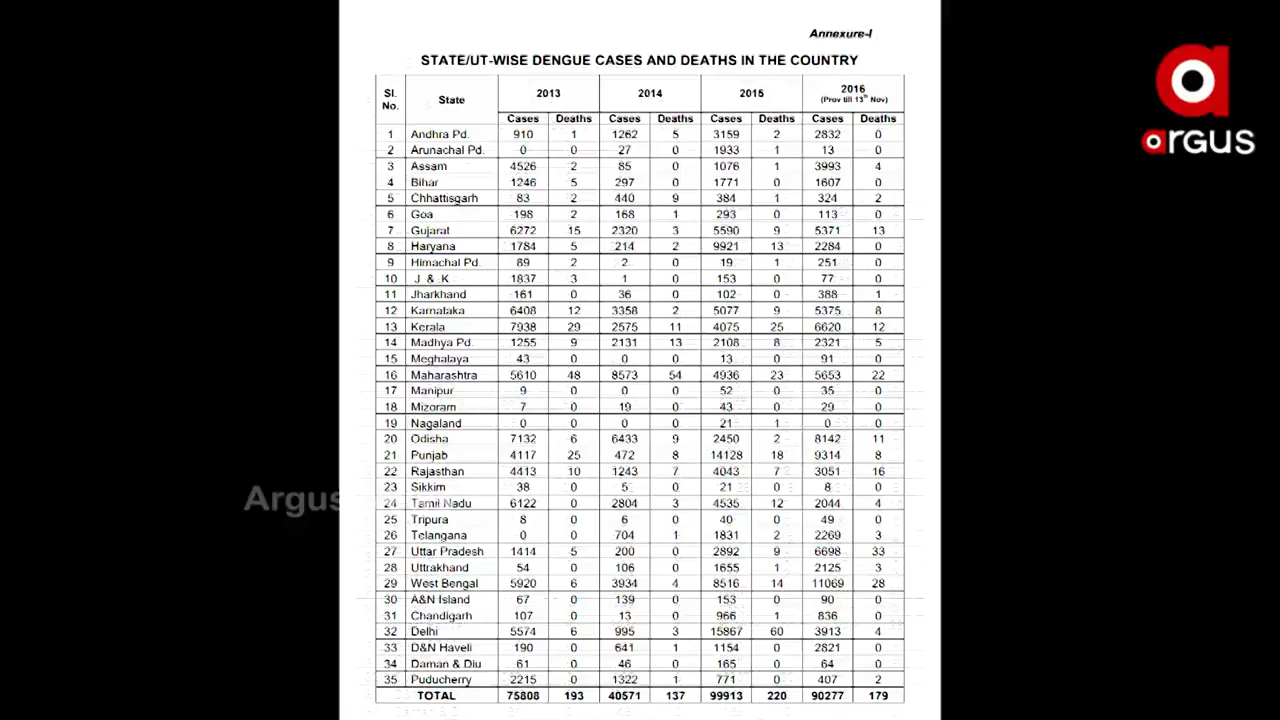 Annexure-I
STATE/UT-WISE DENGUE CASES AND DEATHS IN THE COUNTRY
Sl. No. State 2013 2014 2015 2016 (Prov till 13th Nov)
Cases Deaths Cases Deaths Cases Deaths Cases Deaths
1 Andhra Pd. 910 1 1262 5 3159 2 2832 0
2 Arunachal Pd. 0 0 27 0 1933 1 13 0
3 Assam 4526 2 85 0 1076 1 3993 4
4 Bihar 1246 5 297 0 1771 0 1607 0
5 Chhattisgarh 83 2 440 9 384 1 324 2
6 Goa 198 2 168 1 293 0 113 0
7 Gujarat 6272 15 2320 3 5590 9 5371 13
8 Haryana 1784 5 214 2 9921 13 2284 0
9 Himachal Pd. 89 2 2 0 19 1 251 0
10 J & K 1837 3 1 0 153 0 77 0
11 Jharkhand 161 0 36 0 102 0 388 1
12 Karnataka 6408 12 3358 2 5077 9 5375 8
13 Kerala 7938 29 2575 11 4075 25 6620 12
14 Madhya Pd. 1255 9 2131 13 2108 8 2321 5
15 Meghalaya 43 0 0 0 13 0 91 0
16 Maharashtra 5610 48 8573 54 4936 23 5653 22
17 Manipur 9 0 0 0 52 0 35 0
18 Mizoram 7 0 19 0 43 0 29 0
19 Nagaland 0 0 0 0 21 1 0 0
20 Odisha 7132 6 6433 9 2450 2 8142 11
21 Punjab 4117 25 472 8 14128 18 9314 8
22 Rajasthan 4413 10 1243 7 4043 7 3051 16
23 Sikkim 38 0 5 0 21 0 8 0
24 Tamil Nadu 6122 0 2804 3 4535 12 2044 4
25 Tripura 8 0 6 0 40 0 49 0
26 Telangana 0 0 704 1 1831 2 2269 3
27 Uttar Pradesh 1414 5 200 0 2892 9 6698 33
28 Uttrakhand 54 0 106 0 1655 1 2125 3
29 West Bengal 5920 6 3934 4 8516 14 11069 28
30 A&N Island 67 0 139 0 153 0 90 0
31 Chandigarh 107 0 13 0 966 1 836 0
32 Delhi 5574 6 995 3 15867 60 3913 4
33 D&N Haveli 190 0 641 1 1154 0 2821 0
34 Daman & Diu 61 0 46 0 165 0 64 0
35 Puducherry 2215 0 1322 1 771 0 407 2
TOTAL 75808 193 40571 137 99913 220 90277 179
argus
Argus